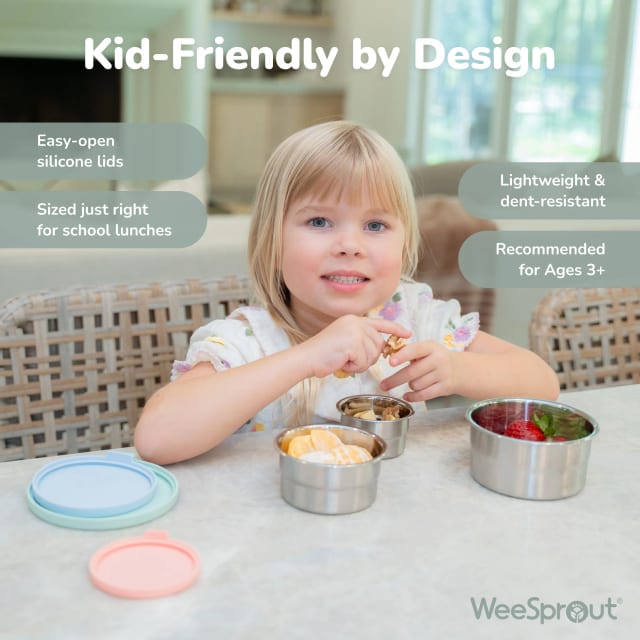 Kid-Friendly by Design
Easy-open
silicone lids
Sized just right
for school lunches
Lightweight &
dent-resistant
Recommended
for Ages 3+
WeeSprout®